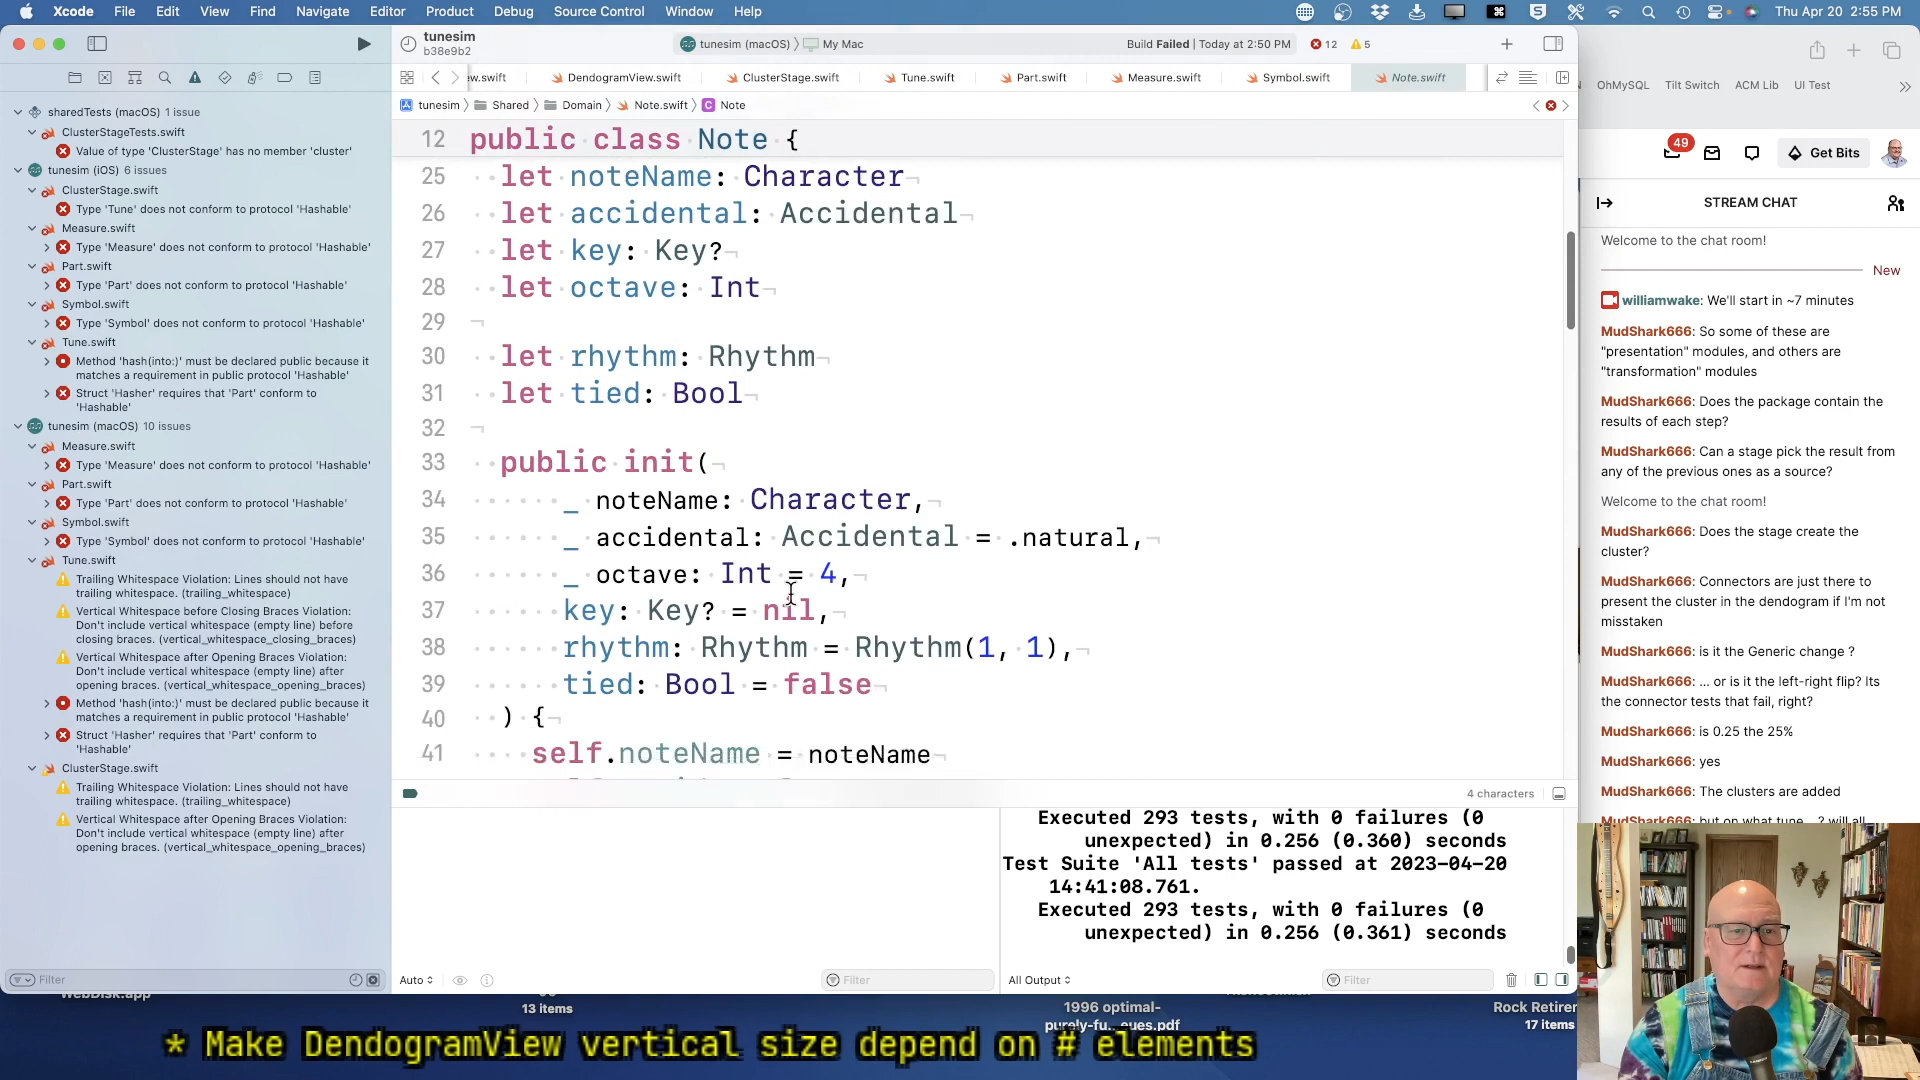 Xcode File Edit View Find Navigate Editor Product Debug Source Control Window Help
Thu Apr 20 2:55 PM
tunesim
b38e9b2
tunesim (macOS) 〉 My Mac
Build Failed | Today at 2:50 PM
12
5
ew.swift
DendogramView.swift
ClusterStage.swift
Tune.swift
Part.swift
Measure.swift
Symbol.swift
Note.swift
tunesim 〉 Shared 〉 Domain 〉 Note.swift 〉 C Note
sharedTests (macOS) 1 issue
ClusterStageTests.swift
Value of type 'ClusterStage' has no member 'cluster'
tunesim (iOS) 6 issues
ClusterStage.swift
Type 'Tune' does not conform to protocol 'Hashable'
Measure.swift
Type 'Measure' does not conform to protocol 'Hashable'
Part.swift
Type 'Part' does not conform to protocol 'Hashable'
Symbol.swift
Type 'Symbol' does not conform to protocol 'Hashable'
Tune.swift
Method 'hash(into:)' must be declared public because it
matches a requirement in public protocol 'Hashable'
Struct 'Hasher' requires that 'Part' conform to
'Hashable'
tunesim (macOS) 10 issues
Measure.swift
Type 'Measure' does not conform to protocol 'Hashable'
Part.swift
Type 'Part' does not conform to protocol 'Hashable'
Symbol.swift
Type 'Symbol' does not conform to protocol 'Hashable'
Tune.swift
Trailing Whitespace Violation: Lines should not have
trailing whitespace. (trailing_whitespace)
Vertical Whitespace before Closing Braces Violation:
Don't include vertical whitespace (empty line) before
closing braces. (vertical_whitespace_closing_braces)
Vertical Whitespace after Opening Braces Violation:
Don't include vertical whitespace (empty line) after
opening braces. (vertical_whitespace_opening_braces)
Method 'hash(into:)' must be declared public because it
matches a requirement in public protocol 'Hashable'
Struct 'Hasher' requires that 'Part' conform to
'Hashable'
ClusterStage.swift
Trailing Whitespace Violation: Lines should not have
trailing whitespace. (trailing_whitespace)
Vertical Whitespace after Opening Braces Violation:
Don't include vertical whitespace (empty line) after
opening braces. (vertical_whitespace_opening_braces)
Filter
12 public class Note {
25 let noteName: Character
26 let accidental: Accidental
27 let key: Key?
28 let octave: Int
29
30 let rhythm: Rhythm
31 let tied: Bool
32
33 public init(
34 _ noteName: Character,
35 _ accidental: Accidental = .natural,
36 _ octave: Int = 4,
37 key: Key? = nil,
38 rhythm: Rhythm = Rhythm(1, 1),
39 tied: Bool = false
40 ) {
41 self.noteName = noteName
4 characters
Executed 293 tests, with 0 failures (0
unexpected) in 0.256 (0.360) seconds
Test Suite 'All tests' passed at 2023-04-20
14:41:08.761.
Executed 293 tests, with 0 failures (0
unexpected) in 0.256 (0.361) seconds
Auto
Filter
All Output
Filter
OhMySQL Tilt Switch ACM Lib UI Test
49
Get Bits
STREAM CHAT
Welcome to the chat room!
New
williamwake: We'll start in ~7 minutes
MudShark666: So some of these are
"presentation" modules, and others are
"transformation" modules
MudShark666: Does the package contain the
results of each step?
MudShark666: Can a stage pick the result from
any of the previous ones as a source?
Welcome to the chat room!
MudShark666: Does the stage create the
cluster?
MudShark666: Connectors are just there to
present the cluster in the dendogram if I'm not
misstaken
MudShark666: is it the Generic change ?
MudShark666: ... or is it the left-right flip? Its
the connector tests that fail, right?
MudShark666: is 0.25 the 25%
MudShark666: yes
MudShark666: The clusters are added
MudShark666: but on what tune...? will all
WebDisk.app
13 items
1996 optimal-
purely-fu...eues.pdf
Rock Retirer
17 items
* Make DendogramView vertical size depend on # elements